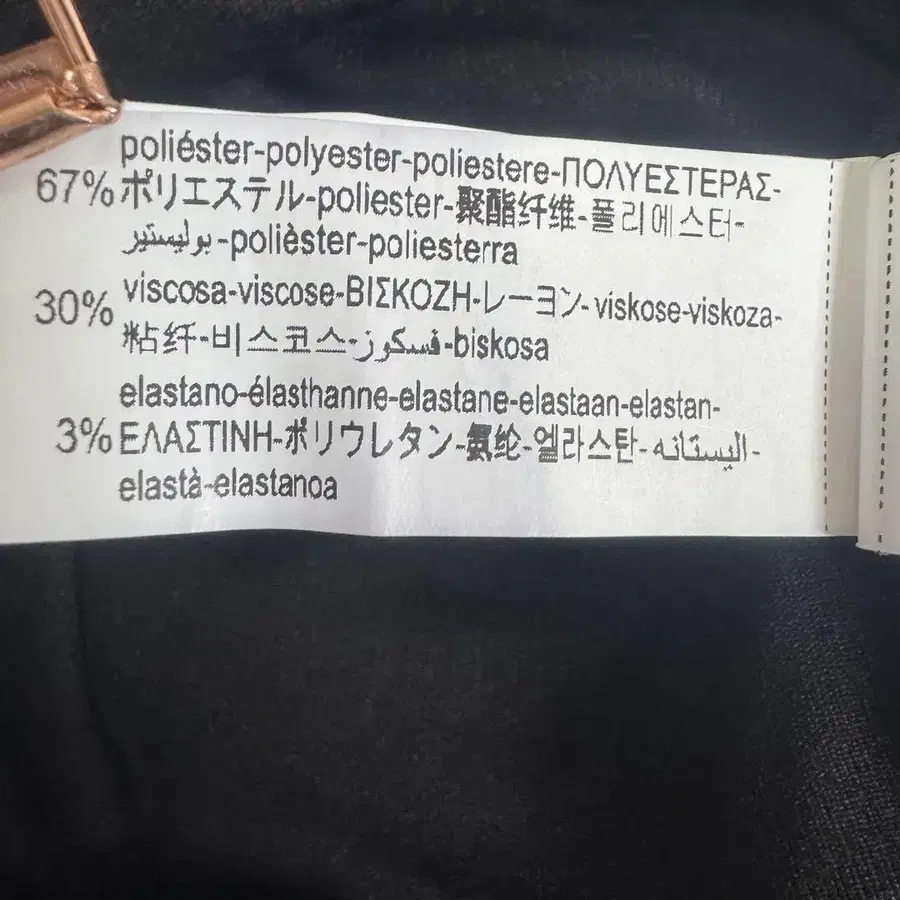 poliéster-polyester-poliestere-ΠΟΛΥΕΣΤΕΡΑΣ-
67% ポリエステル-poliester-聚酯纤维-폴리에스터-
بوليستير-polièster-poliesterra
viscosa-viscose-ΒΙΣΚΟΖΗ-レーヨン-viskose-viskoza-
30% 粘纤-비스코스-فسكوز-biskosa
elastano-élasthanne-elastane-elastaan-elastan-
3% ΕΛΑΣΤΙΝΗ-ポリウレタン-氨纶-엘라스탄-اليستانه-
elastà-elastanoa